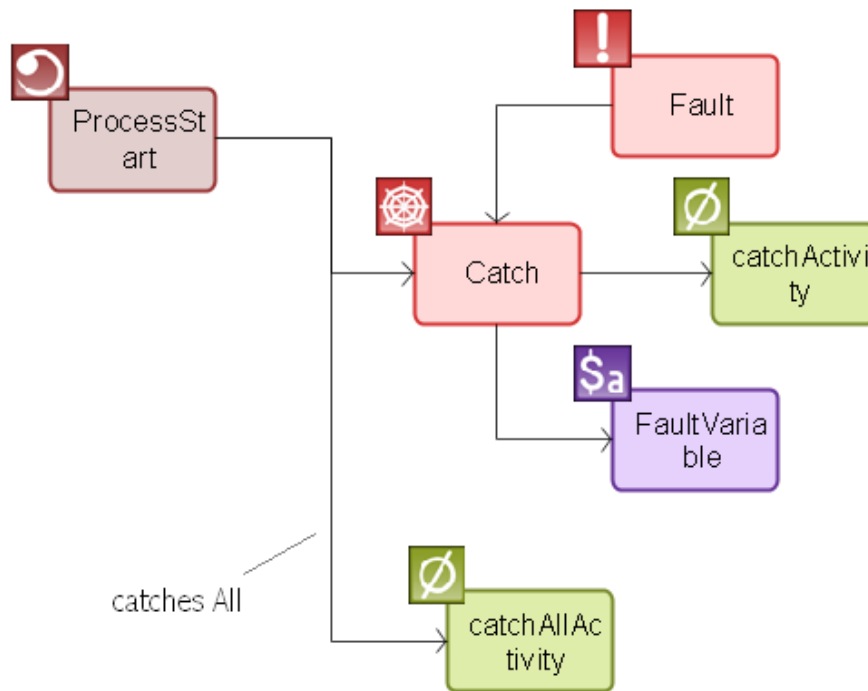 Fault
ProcessSt
art
Catch
catchActivi
ty
$a
FaultVaria
ble
catches All
catchAllAc
tivity